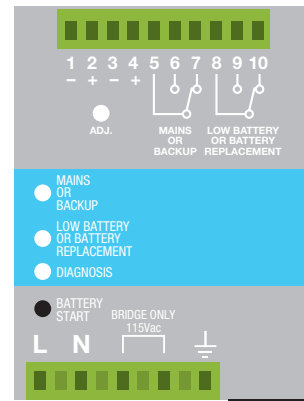 1 2 3 4 5 6 7 8 9 10
− + − +
ADJ.
MAINS
OR
BACKUP
LOW BATTERY
OR BATTERY
REPLACEMENT
MAINS
OR
BACKUP
LOW BATTERY
OR BATTERY
REPLACEMENT
DIAGNOSIS
BATTERY
START
BRIDGE ONLY
115Vac
L N